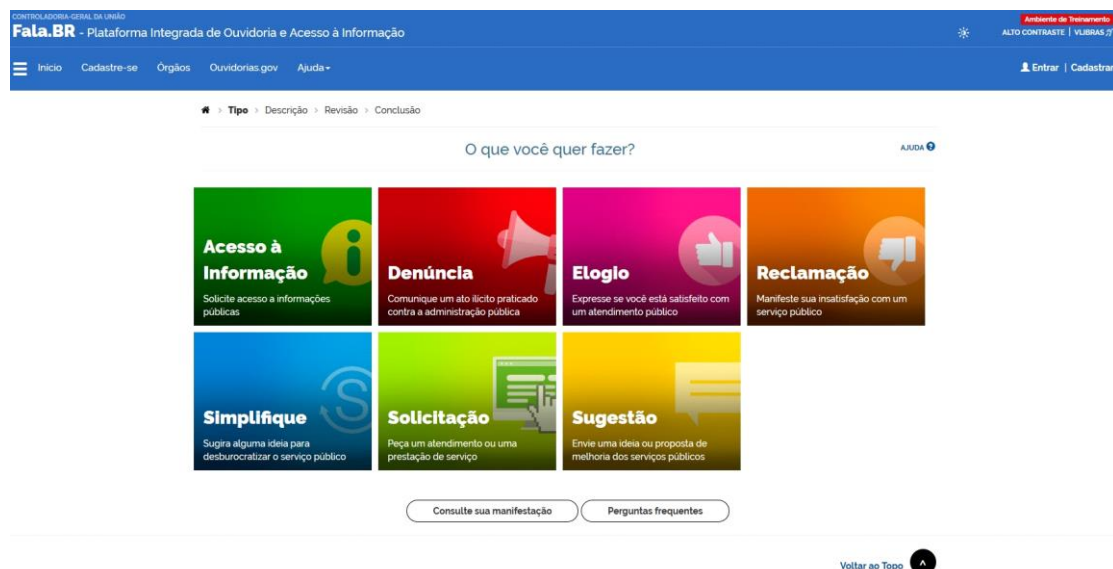 CONTROLADORIA-GERAL DA UNIÃO
Fala.BR - Plataforma Integrada de Ouvidoria e Acesso à Informação
Ambiente de Treinamento
ALTO CONTRASTE | VLIBRAS
Início Cadastre-se Órgãos Ouvidorias.gov Ajuda
Entrar | Cadastrar
> Tipo > Descrição > Revisão > Conclusão
O que você quer fazer?
AJUDA
Acesso à
Informação
Solicite acesso a informações
públicas
Denúncia
Comunique um ato ilícito praticado
contra a administração pública
Elogio
Expresse se você está satisfeito com
um atendimento público
Reclamação
Manifeste sua insatisfação com um
serviço público
Simplifique
Sugira alguma ideia para
desburocratizar o serviço público
Solicitação
Peça um atendimento ou uma
prestação de serviço
Sugestão
Envie uma ideia ou proposta de
melhoria dos serviços públicos
Consulte sua manifestação
Perguntas frequentes
Voltar ao Topo